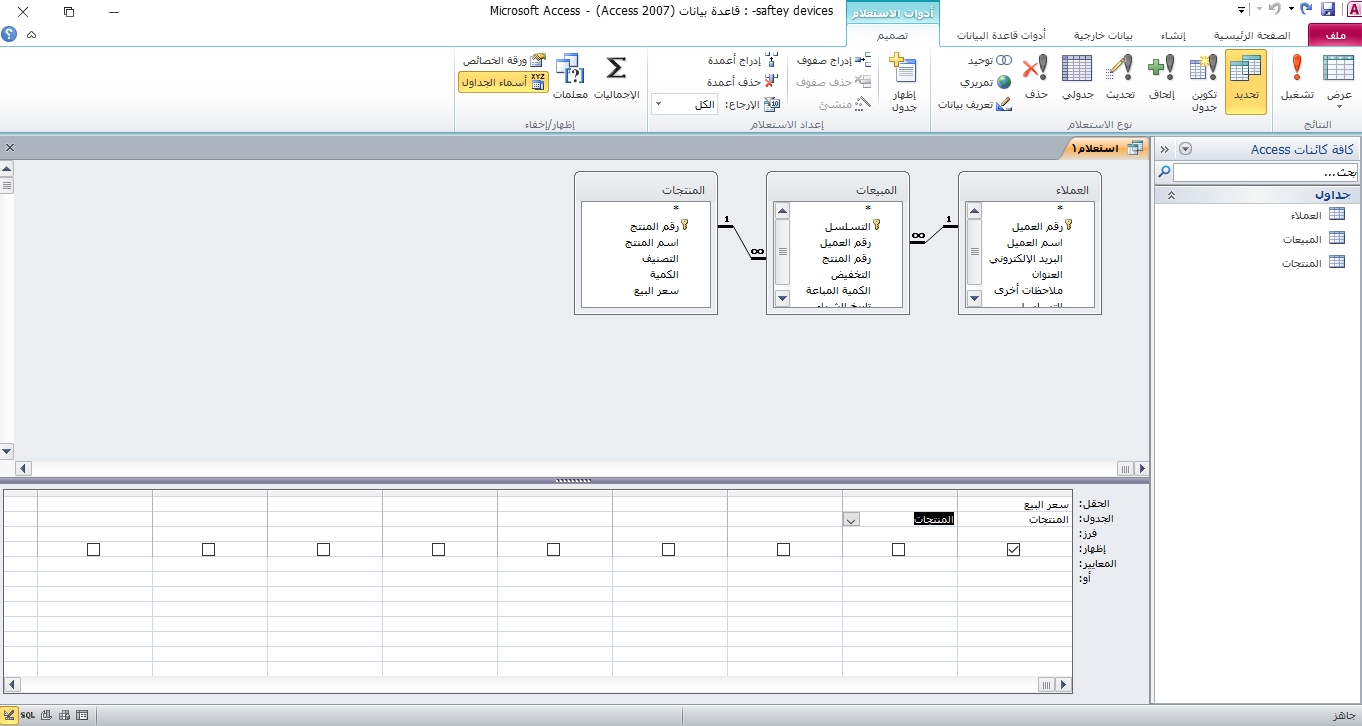 saftey devices- : قاعدة بيانات (Access 2007) - Microsoft Access
أدوات الاستعلام
ملف
الصفحة الرئيسية
إنشاء
بيانات خارجية
أدوات قاعدة البيانات
تصميم
عرض
تشغيل
تحديد
تكوين جدول
إلحاق
تحديث
جدولي
حذف
توحيد
تمريري
تعريف بيانات
إظهار جدول
إدراج صفوف
حذف صفوف
منشئ
إدراج أعمدة
حذف أعمدة
الإرجاع: الكل
الإجماليات
معلمات
ورقة الخصائص
XYZ أسماء الجداول
النتائج
نوع الاستعلام
إعداد الاستعلام
إظهار/إخفاء
كافة كائنات Access
بحث...
جداول
العملاء
المبيعات
المنتجات
استعلام١
العملاء
*
رقم العميل
اسم العميل
البريد الإلكتروني
العنوان
ملاحظات أخرى
1
∞
المبيعات
*
التسلسل
رقم العميل
رقم المنتج
التخفيض
الكمية المباعة
1
∞
المنتجات
*
رقم المنتج
اسم المنتج
التصنيف
الكمية
سعر البيع
الحقل: سعر البيع
الجدول: المنتجات المنتجات
فرز:
إظهار:
المعايير:
أو:
جاهز
SQL